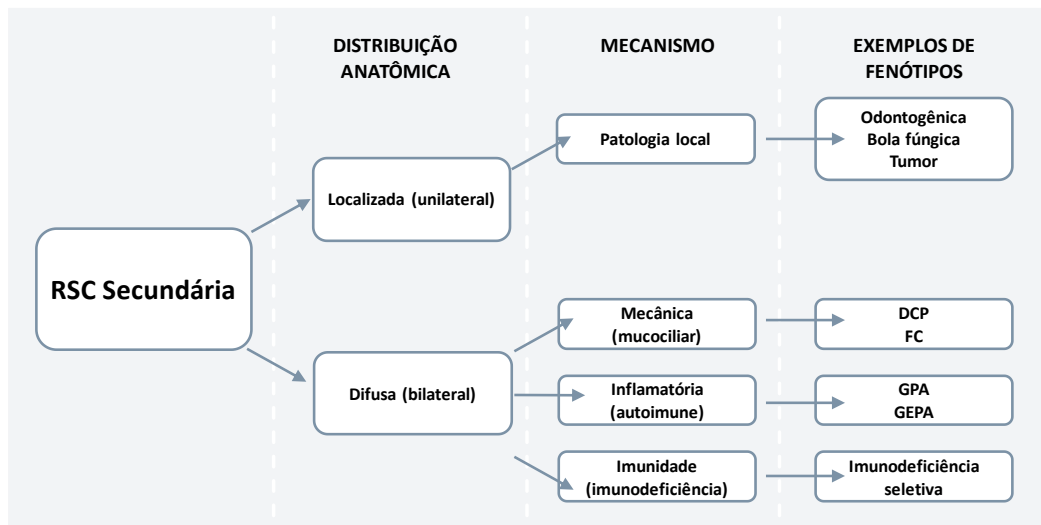 DISTRIBUIÇÃO
ANATÔMICA
MECANISMO
EXEMPLOS DE
FENÓTIPOS
RSC Secundária
Localizada (unilateral)
Patologia local
Odontogênica
Bola fúngica
Tumor
Difusa (bilateral)
Mecânica
(mucociliar)
DCP
FC
Inflamatória
(autoimune)
GPA
GEPA
Imunidade
(imunodeficiência)
Imunodeficiência
seletiva